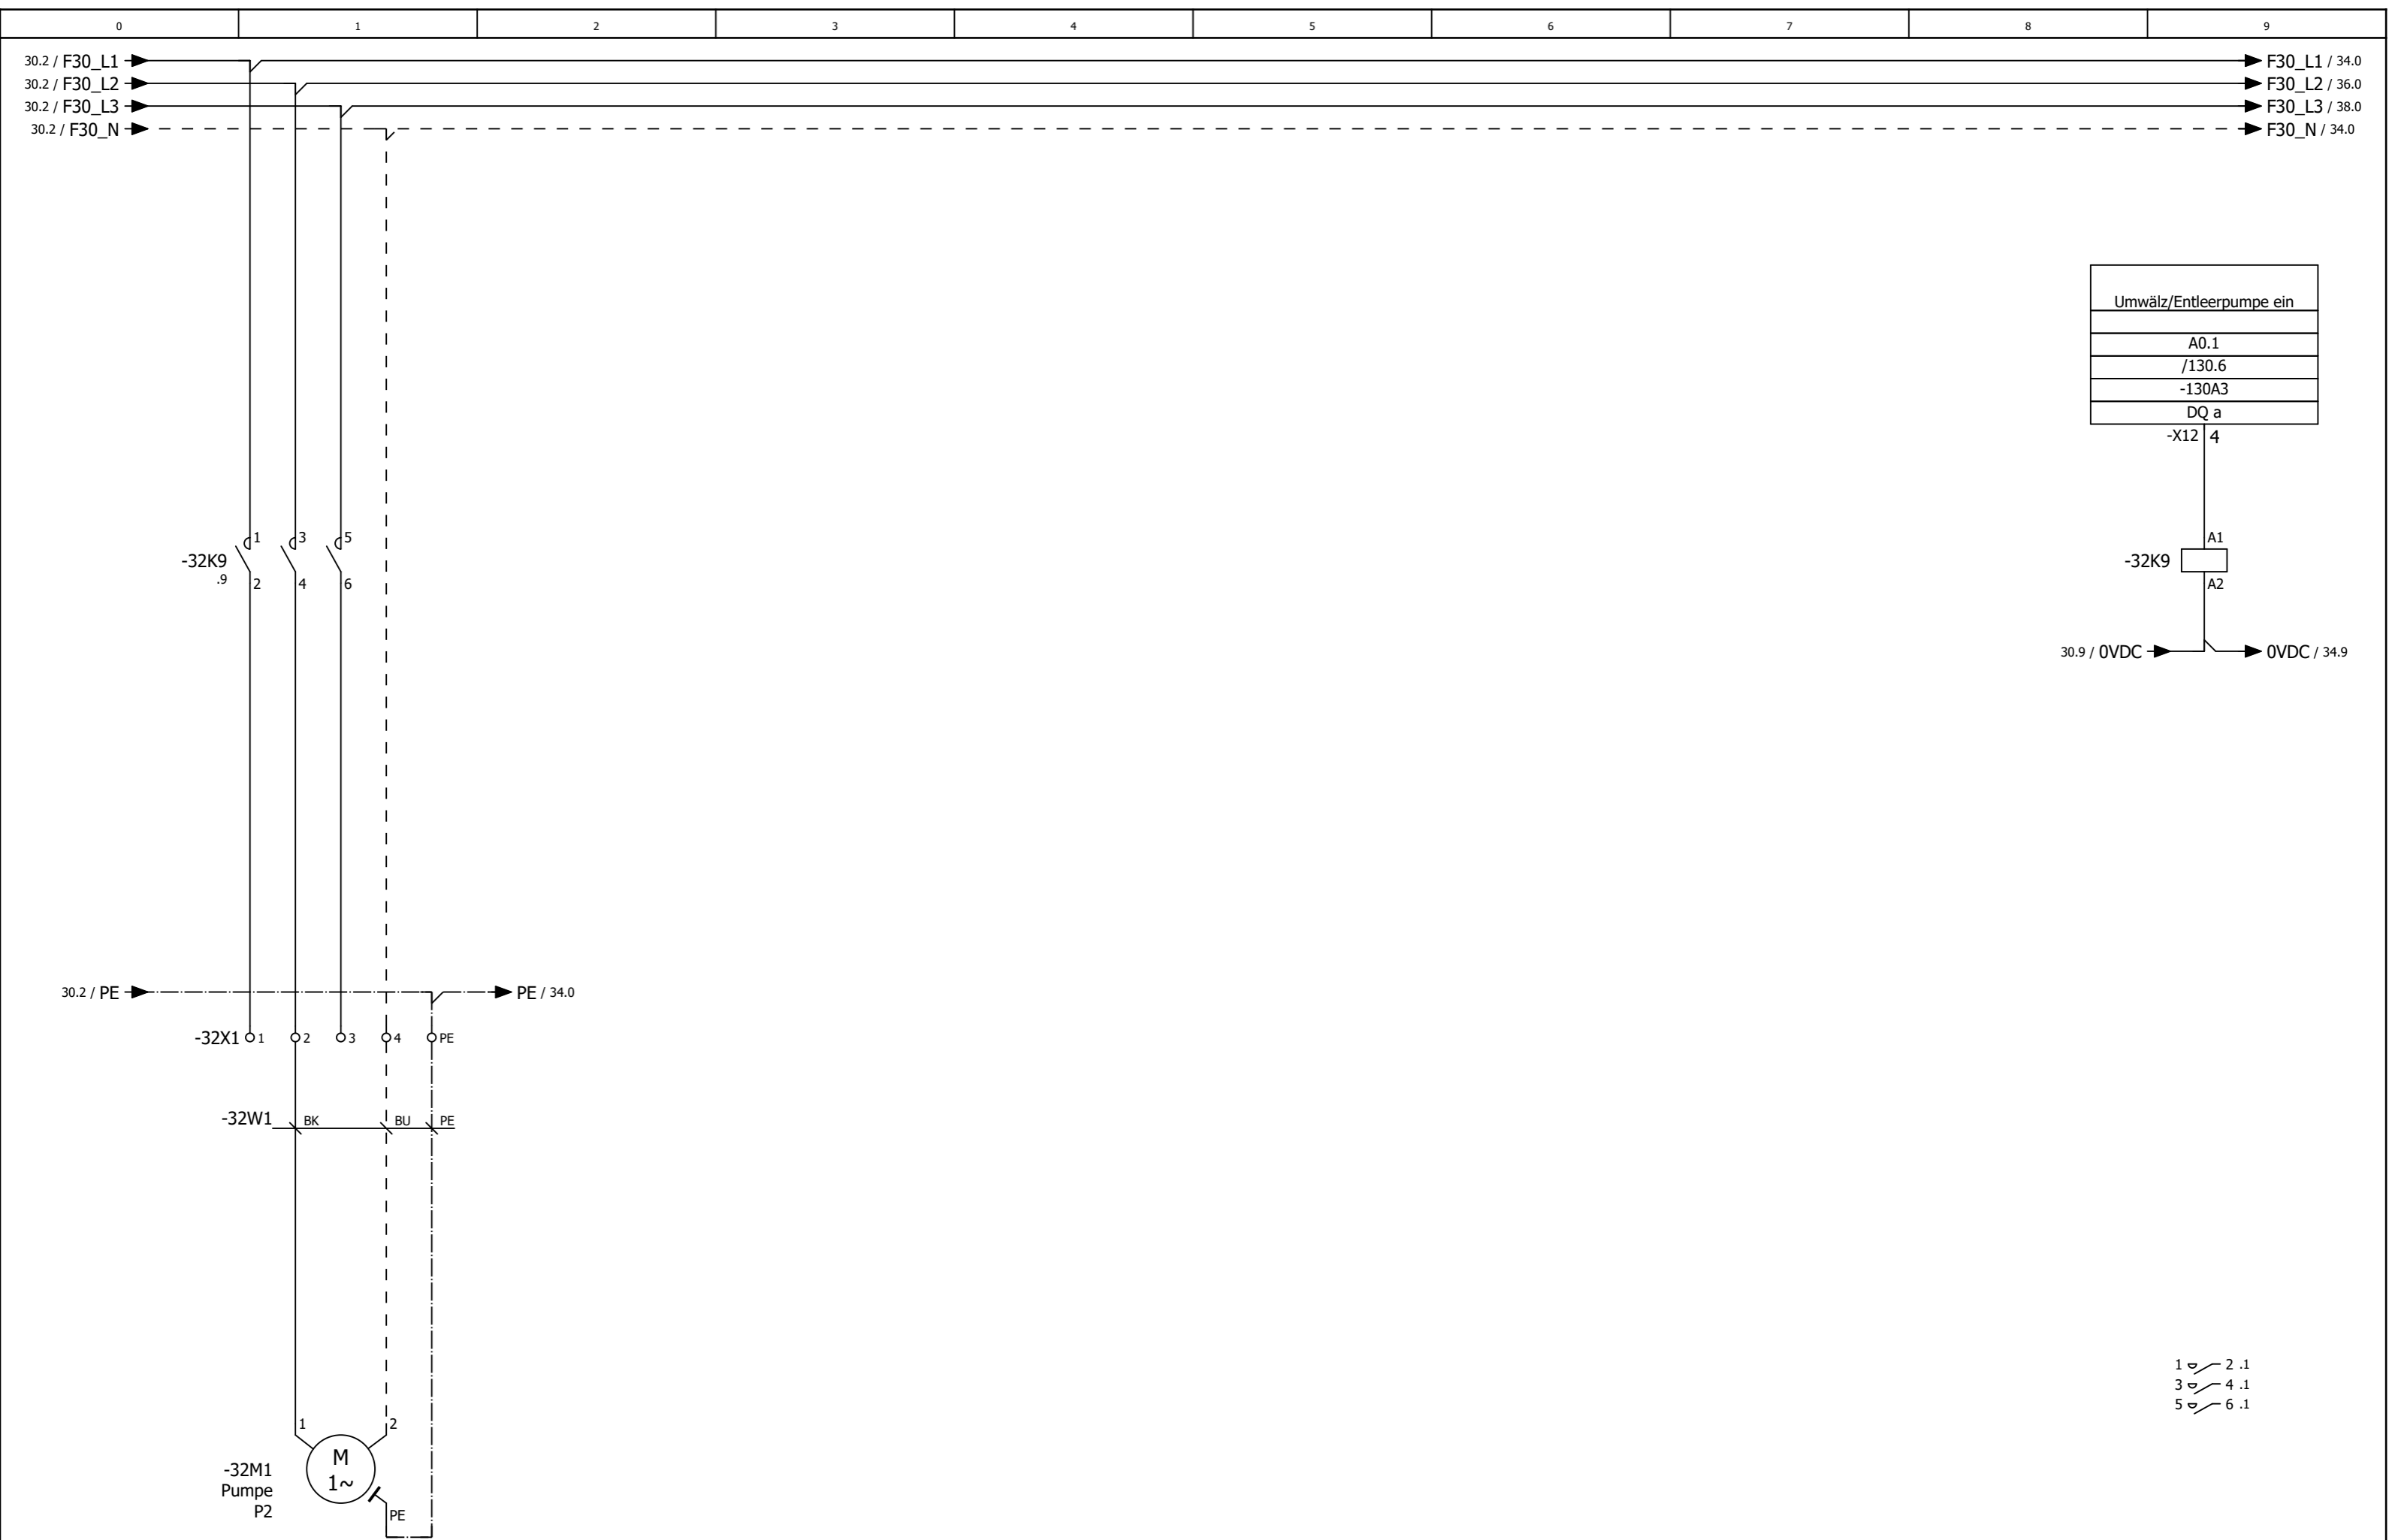 0 1 2 3 4 5 6 7 8 9
30.2 / F30_L1 F30_L1 / 34.0
30.2 / F30_L2 F30_L2 / 36.0
30.2 / F30_L3 F30_L3 / 38.0
30.2 / F30_N F30_N / 34.0
Umwälz/Entleerpumpe ein
A0.1
/130.6
-130A3
DQ a
-X12 4
1 3 5 A1
-32K9 -32K9
.9 2 4 6 A2
30.9 / 0VDC 0VDC / 34.9
30.2 / PE PE / 34.0
-32X1 1 2 3 4 PE
-32W1 BK BU PE
1 2 .1
3 4 .1
5 6 .1
1 2
M
1~
-32M1
Pumpe
P2
PE